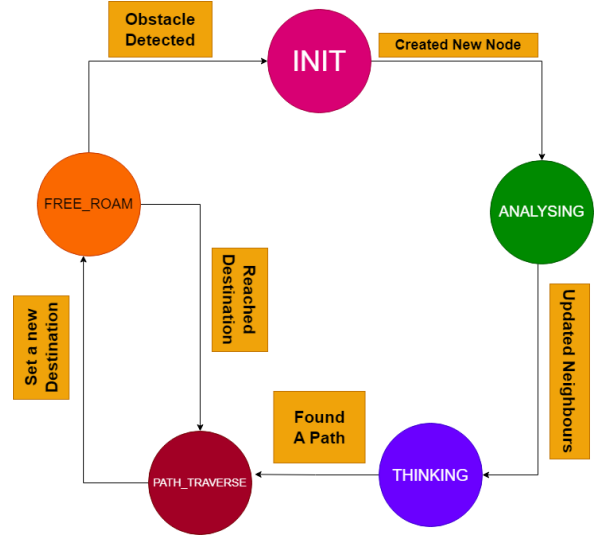 Obstacle
Detected
INIT
Created New Node
FREE_ROAM
ANALYSING
Reached
Destination
Set a new
Destination
Updated Neighbours
Found
A Path
PATH_TRAVERSE
THINKING